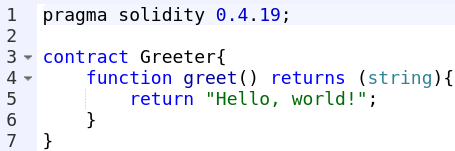 1 pragma solidity 0.4.19;
2
3 contract Greeter{
4     function greet() returns (string){
5         return "Hello, world!";
6     }
7 }